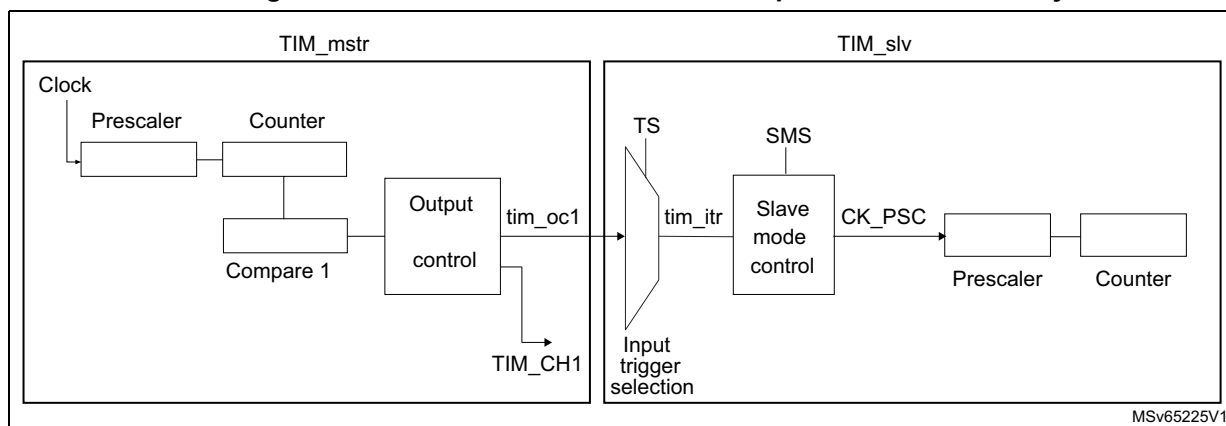 TIM_mstr
TIM_slv
Clock
Prescaler
Counter
Compare 1
Output
control
tim_oc1
TIM_CH1
TS
Input
trigger
selection
tim_itr
SMS
Slave
mode
control
CK_PSC
Prescaler
Counter
MSv65225V1